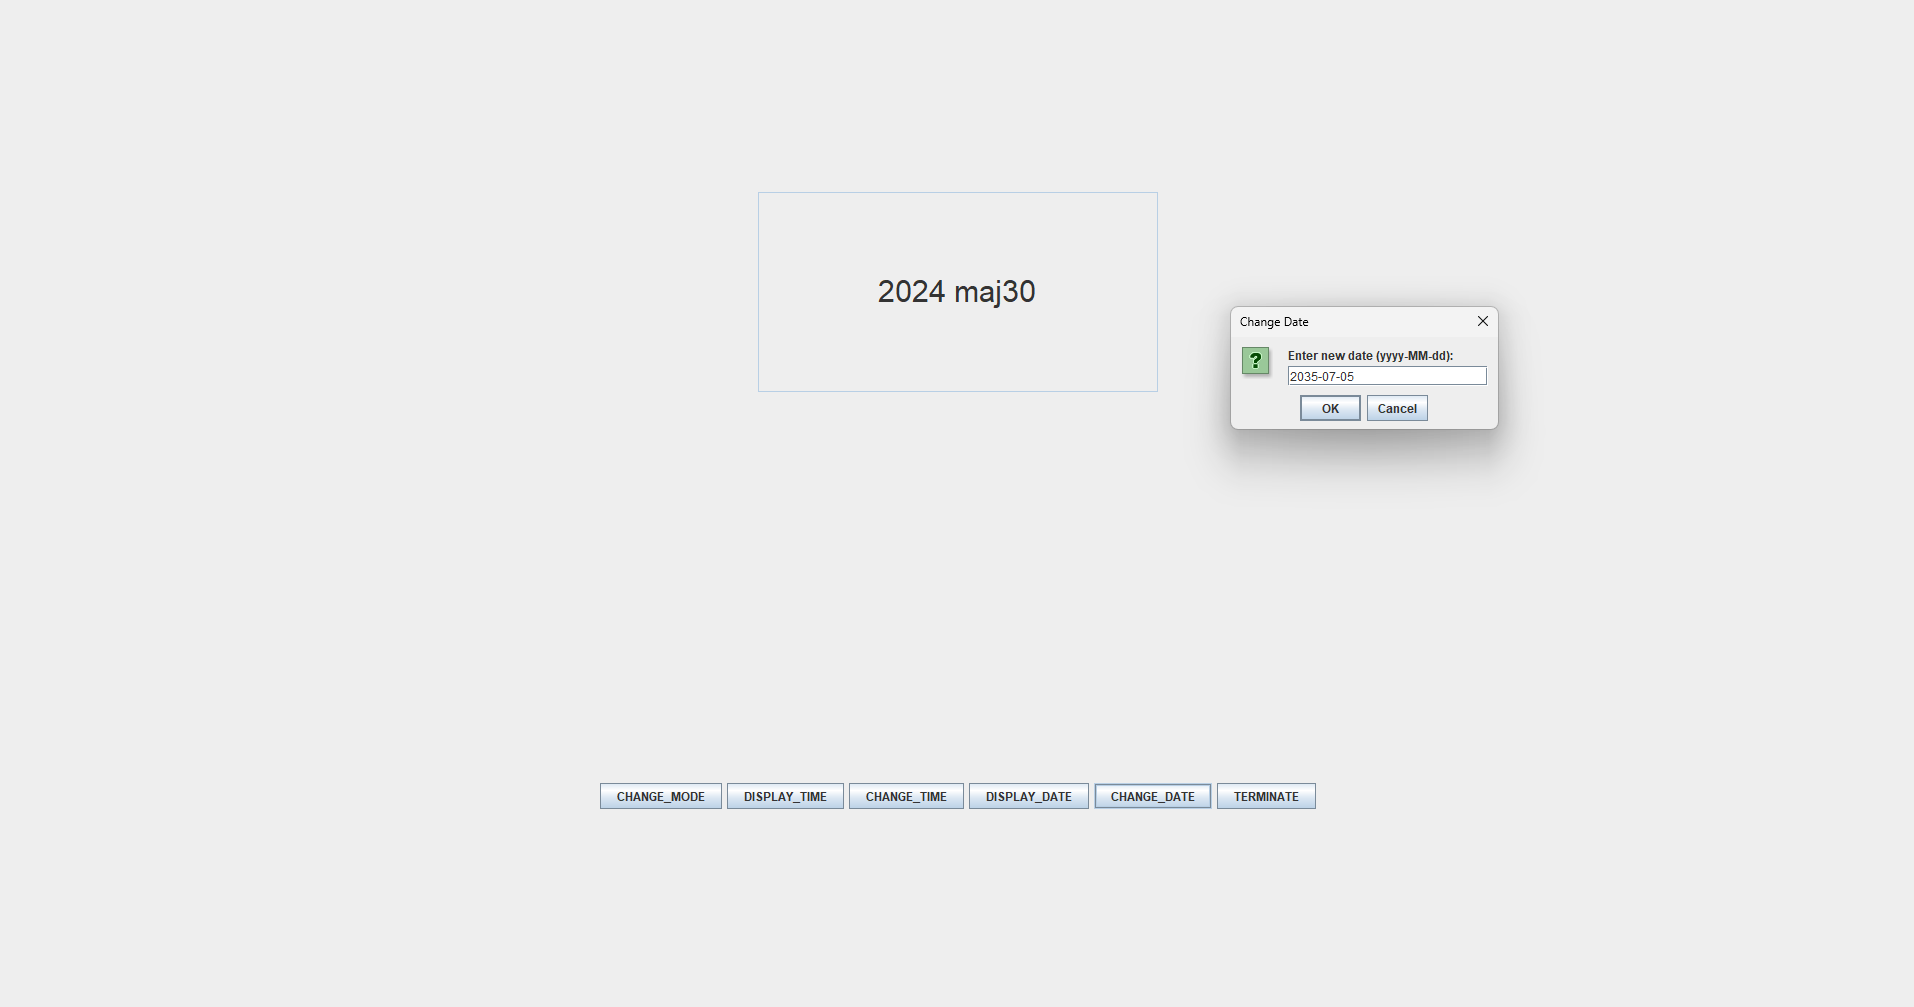 2024 maj30
Change Date
Enter new date (yyyy-MM-dd):
2035-07-05
OK Cancel
CHANGE_MODE DISPLAY_TIME CHANGE_TIME DISPLAY_DATE CHANGE_DATE TERMINATE